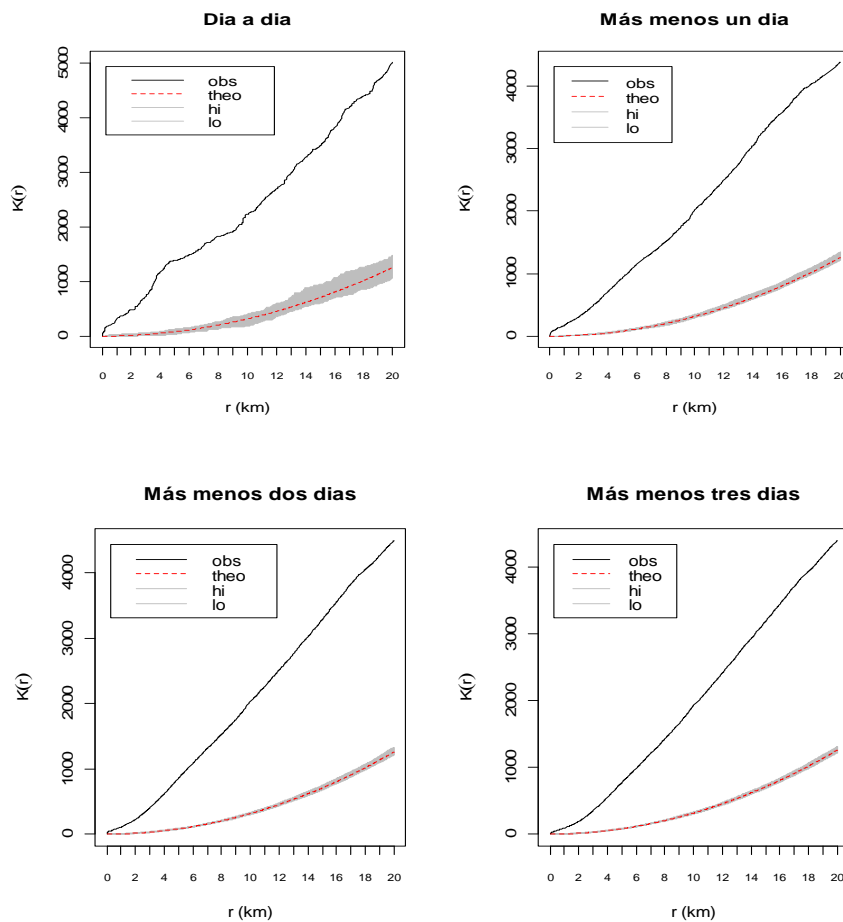 Dia a dia
obs
theo
hi
lo
K(r)
0 1000 2000 3000 4000 5000
0 2 4 6 8 10 12 14 16 18 20
r (km)
Más menos un dia
obs
theo
hi
lo
K(r)
0 1000 2000 3000 4000
0 2 4 6 8 10 12 14 16 18 20
r (km)
Más menos dos dias
obs
theo
hi
lo
K(r)
0 1000 2000 3000 4000
0 2 4 6 8 10 12 14 16 18 20
r (km)
Más menos tres dias
obs
theo
hi
lo
K(r)
0 1000 2000 3000 4000
0 2 4 6 8 10 12 14 16 18 20
r (km)